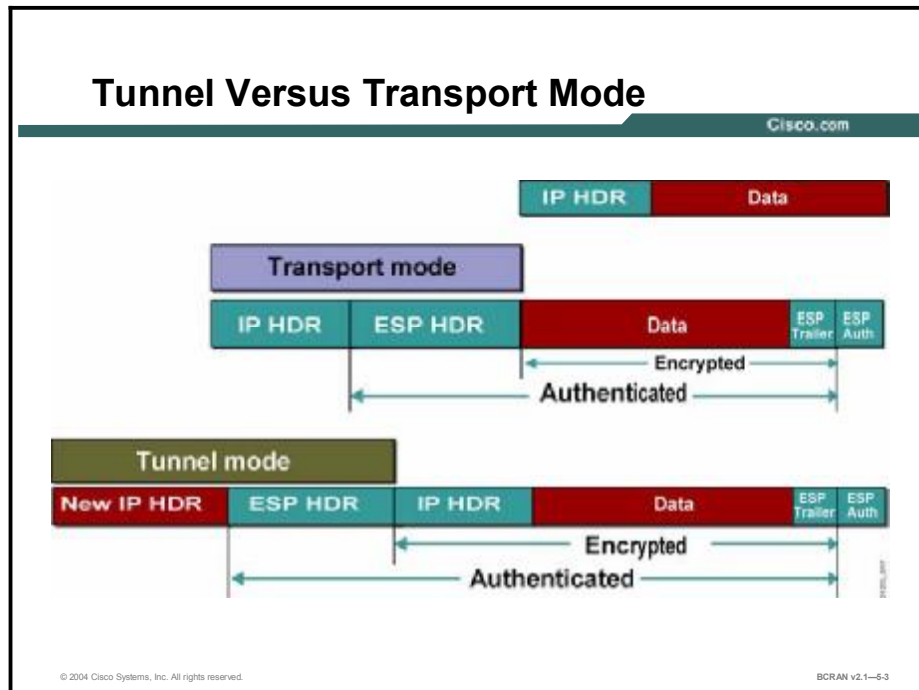 Tunnel Versus Transport Mode
Cisco.com
IP HDR Data
Transport mode
IP HDR ESP HDR Data ESP Trailer ESP Auth
Encrypted
Authenticated
Tunnel mode
New IP HDR ESP HDR IP HDR Data ESP Trailer ESP Auth
Encrypted
Authenticated
© 2004 Cisco Systems, Inc. All rights reserved. BCRAN v2.1—5-3